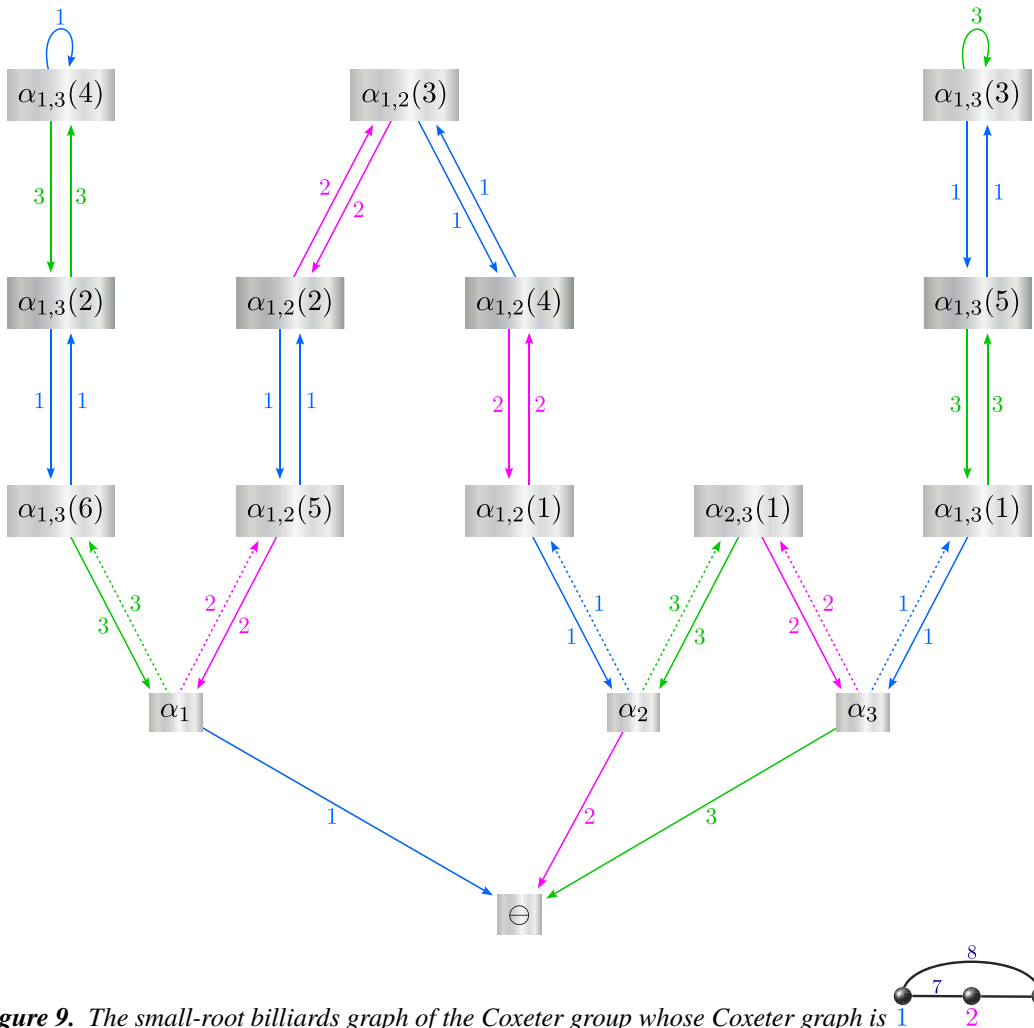 1 3
α₁,₃(4) α₁,₂(3) α₁,₃(3)
3 3 2 2 1 1 1 1
α₁,₃(2) α₁,₂(2) α₁,₂(4) α₁,₃(5)
1 1 1 1 2 2 3 3
α₁,₃(6) α₁,₂(5) α₁,₂(1) α₂,₃(1) α₁,₃(1)
3 3 2 2 1 1 3 3 2 2 1 1
α₁ α₂ α₃
1 2 3
⊖
8
7
gure 9. The small-root billiards graph of the Coxeter group whose Coxeter graph is
1 2